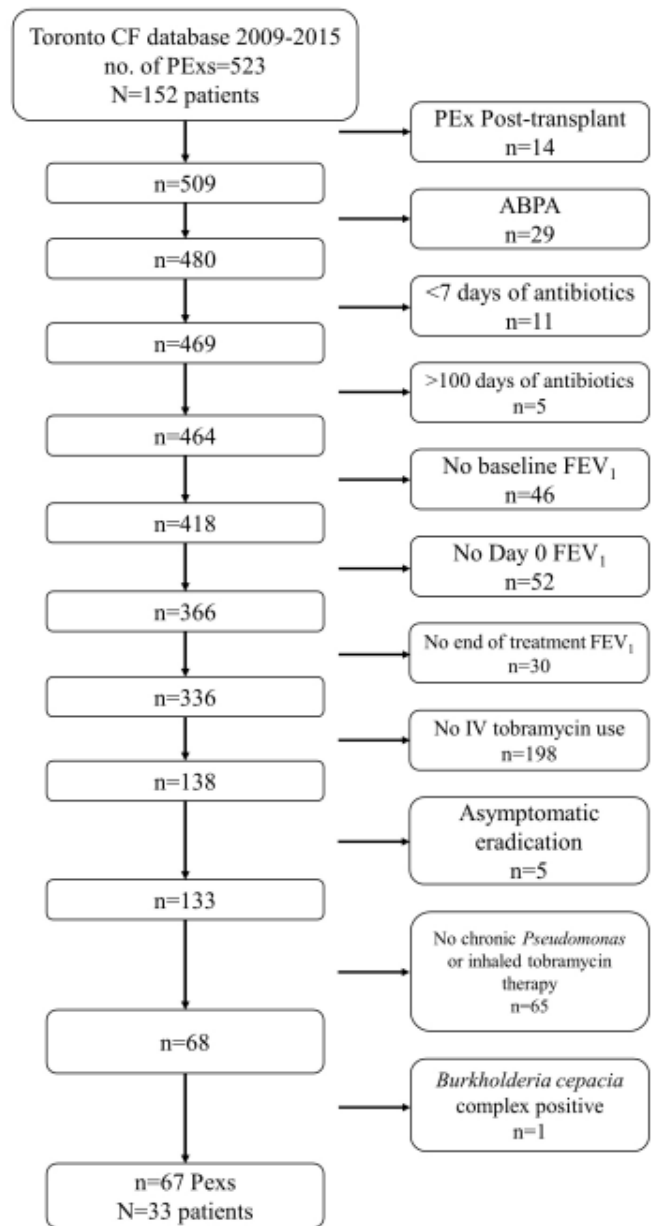 Toronto CF database 2009-2015
no. of PExs=523
N=152 patients
PEx Post-transplant
n=14
n=509
ABPA
n=29
n=480
<7 days of antibiotics
n=11
n=469
>100 days of antibiotics
n=5
n=464
No baseline FEV₁
n=46
n=418
No Day 0 FEV₁
n=52
n=366
No end of treatment FEV₁
n=30
n=336
No IV tobramycin use
n=198
n=138
Asymptomatic
eradication
n=5
n=133
No chronic Pseudomonas
or inhaled tobramycin
therapy
n=65
n=68
Burkholderia cepacia
complex positive
n=1
n=67 Pexs
N=33 patients